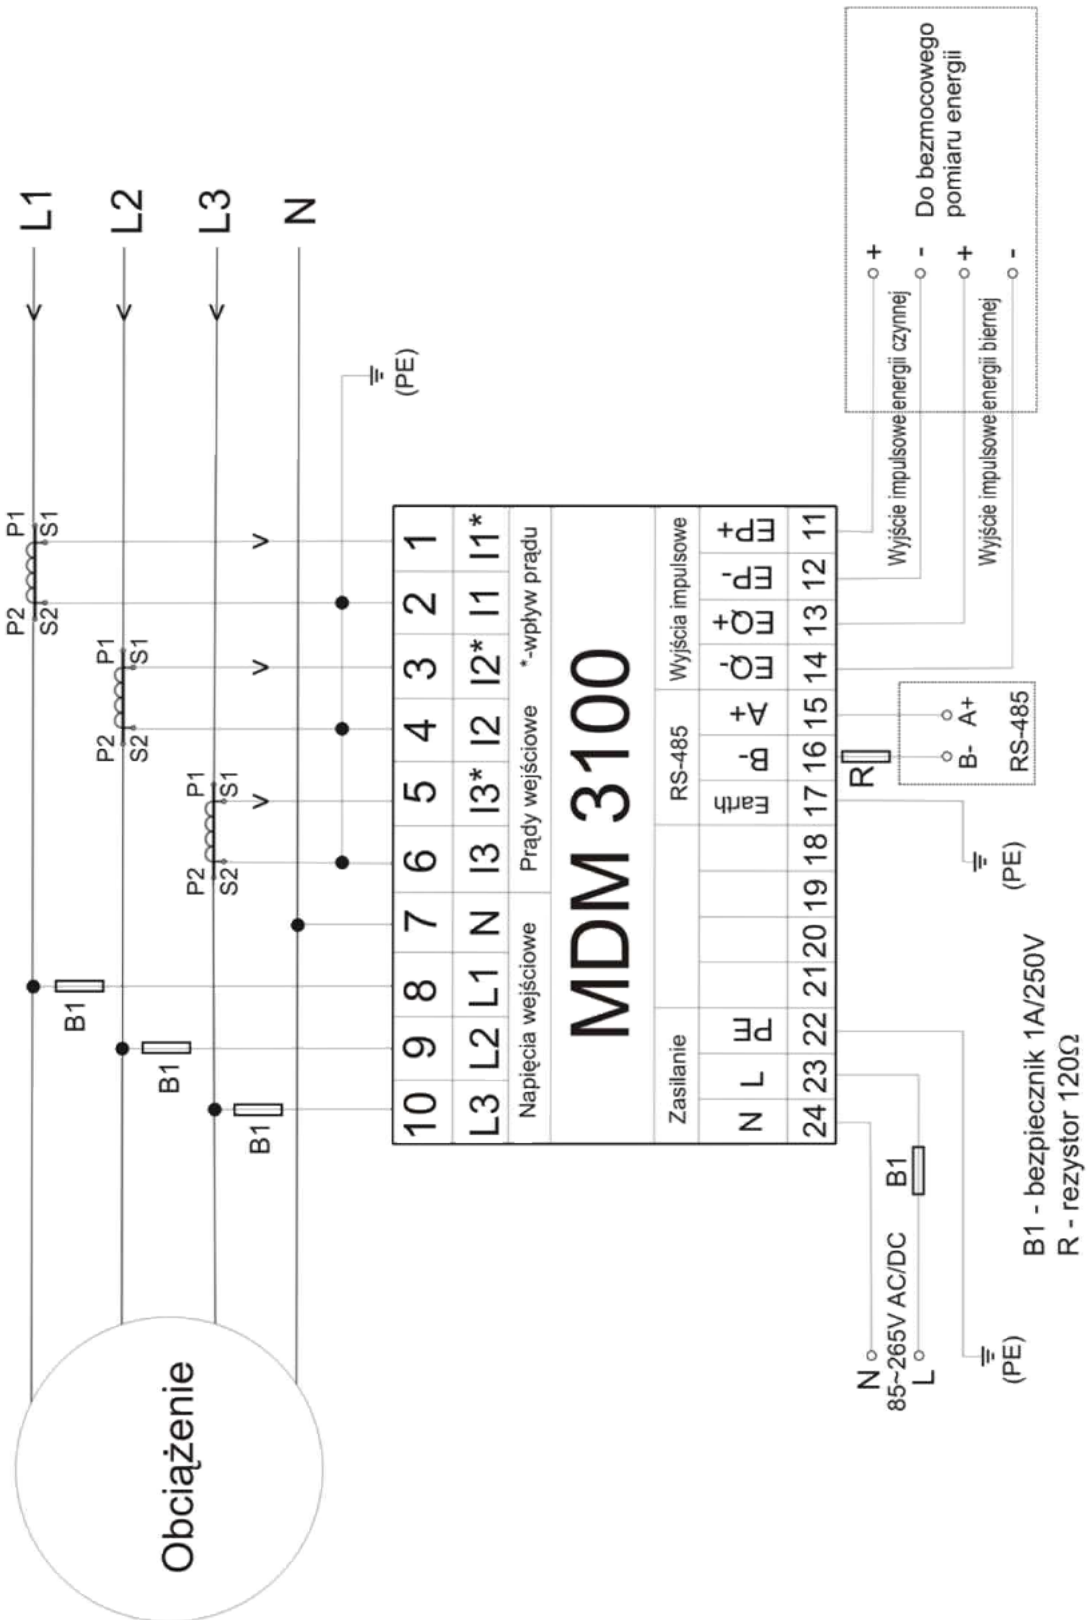 L1
L2
L3
N
P1
P2
S1
S2
P1
P2
S1
S2
P1
P2
S1
S2
(PE)
B1
B1
B1
Obciążenie
10 9 8 7 6 5 4 3 2 1
L3 L2 L1 N I3 I3* I2 I2* I1 I1*
Napięcia wejściowe Prądy wejściowe *-wpływ prądu
MDM 3100
Zasilanie RS-485 Wyjścia impulsowe
N L PE Earth B- A+ EQ- EQ+ EP- EP+
24 23 22 21 20 19 18 17 16 15 14 13 12 11
N
85~265V AC/DC
L
B1
(PE)
(PE)
R
B- A+
RS-485
Wyjście impulsowe energii czynnej
Wyjście impulsowe energii biernej
+
-
+
-
Do bezmocowego
pomiaru energii
B1 - bezpiecznik 1A/250V
R - rezystor 120Ω